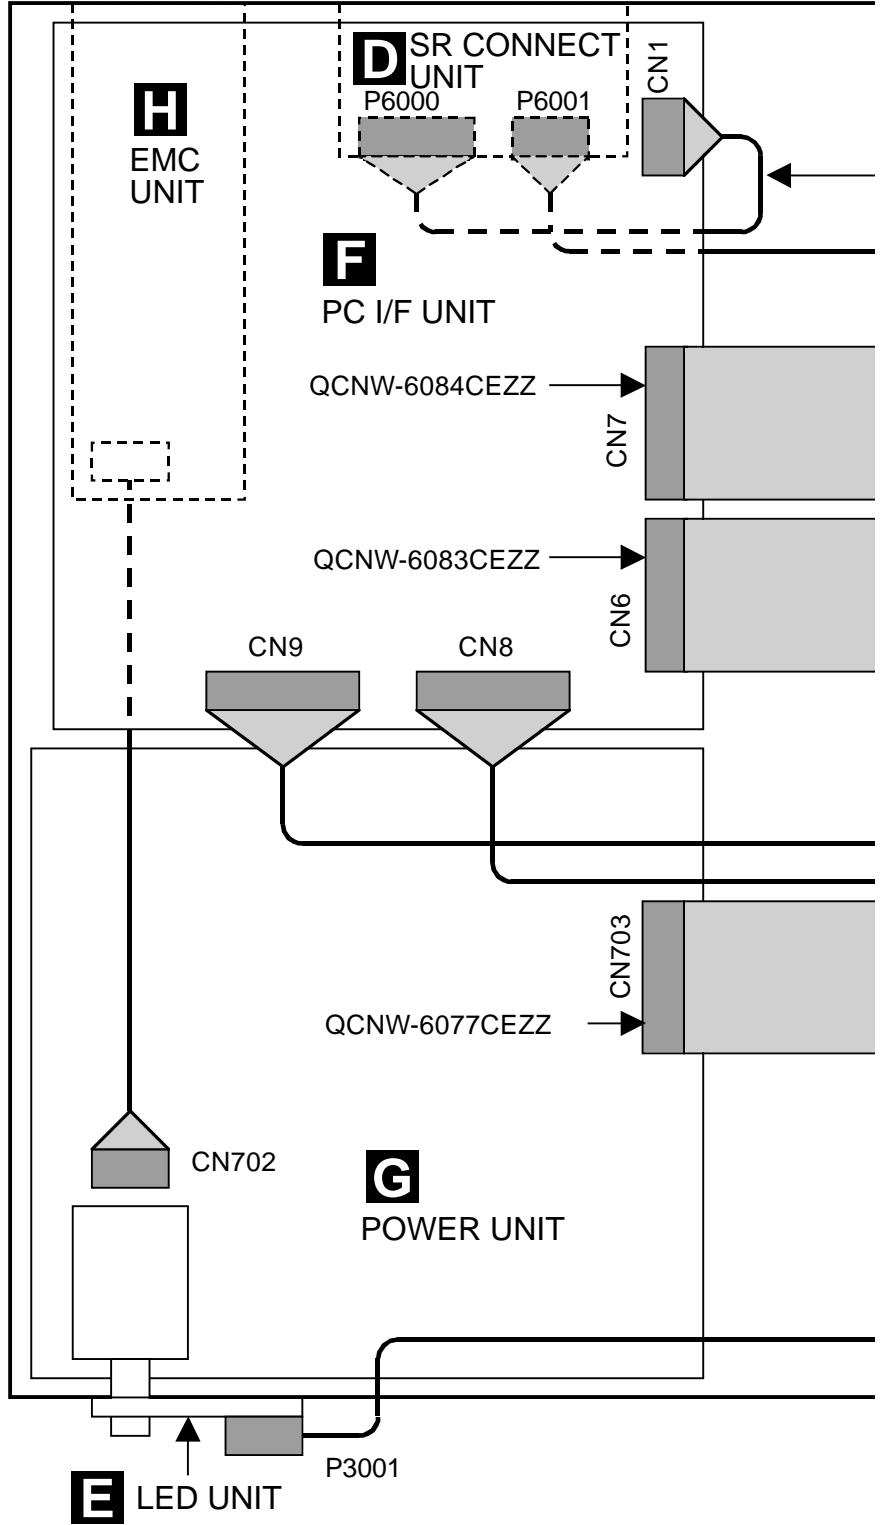 D SR CONNECT
UNIT
P6000
P6001
CN1
H
EMC
UNIT
F
PC I/F UNIT
QCNW-6084CEZZ
CN7
QCNW-6083CEZZ
CN6
CN9
CN8
CN703
QCNW-6077CEZZ
CN702
G
POWER UNIT
P3001
E LED UNIT